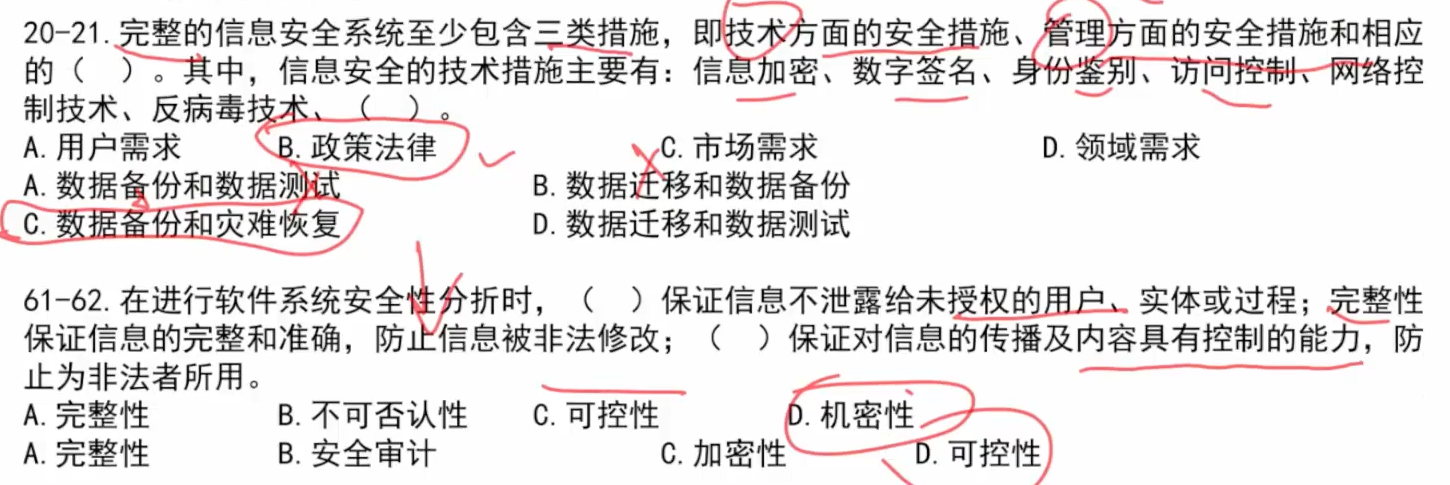 20-21.完整的信息安全系统至少包含三类措施，即技术方面的安全措施、管理方面的安全措施和相应
的（　）。其中，信息安全的技术措施主要有：信息加密、数字签名、身份鉴别、访问控制、网络控
制技术、反病毒技术、（　）。
A.用户需求 B.政策法律 C.市场需求 D.领域需求
A.数据备份和数据测试 B.数据迁移和数据备份
C.数据备份和灾难恢复 D.数据迁移和数据测试
61-62.在进行软件系统安全性分折时，（　）保证信息不泄露给未授权的用户、实体或过程；完整性
保证信息的完整和准确，防止信息被非法修改；（　）保证对信息的传播及内容具有控制的能力，防
止为非法者所用。
A.完整性 B.不可否认性 C.可控性 D.机密性
A.完整性 B.安全审计 C.加密性 D.可控性